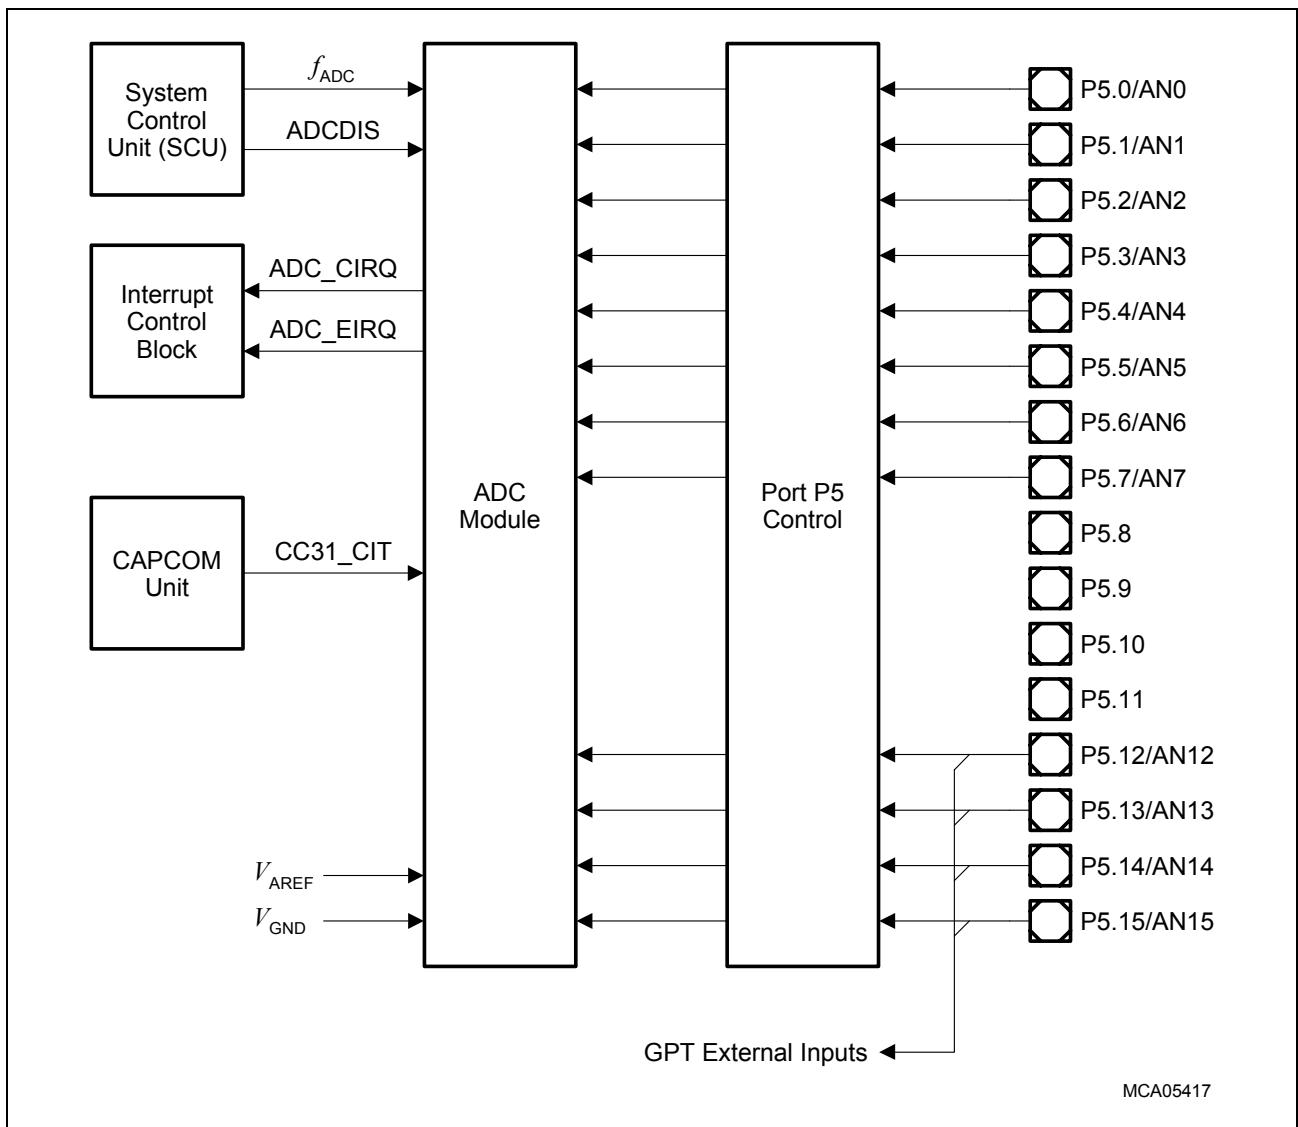 System
Control
Unit (SCU)
fADC
ADCDIS
Interrupt
Control
Block
ADC_CIRQ
ADC_EIRQ
CAPCOM
Unit
CC31_CIT
VAREF
VGND
ADC
Module
Port P5
Control
P5.0/AN0
P5.1/AN1
P5.2/AN2
P5.3/AN3
P5.4/AN4
P5.5/AN5
P5.6/AN6
P5.7/AN7
P5.8
P5.9
P5.10
P5.11
P5.12/AN12
P5.13/AN13
P5.14/AN14
P5.15/AN15
GPT External Inputs
MCA05417